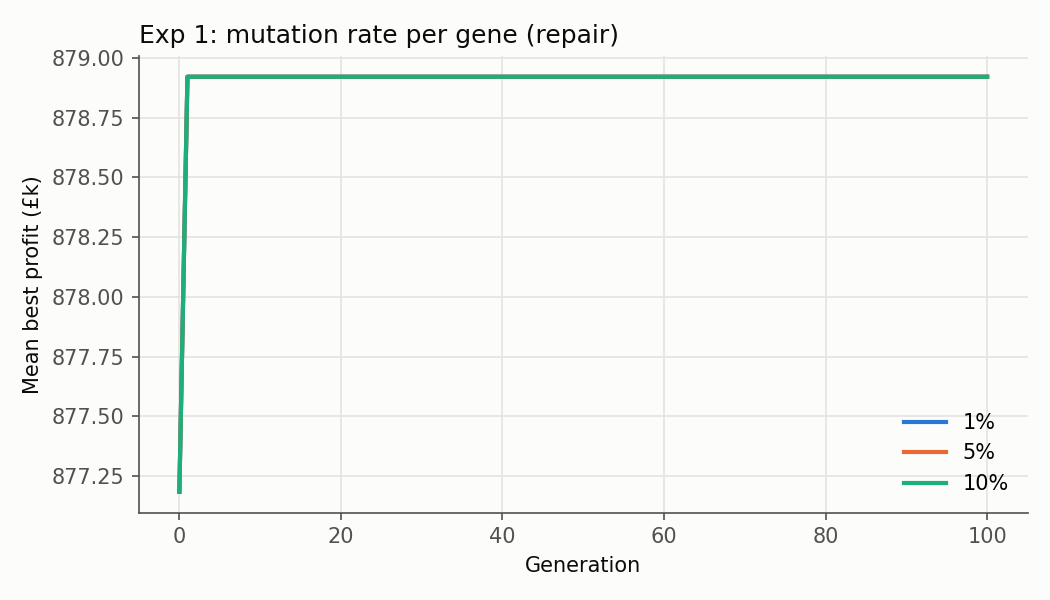 Exp 1: mutation rate per gene (repair)
879.00
878.75
878.50
878.25
878.00
877.75
877.50
877.25
Mean best profit (£k)
1%
5%
10%
0 20 40 60 80 100
Generation